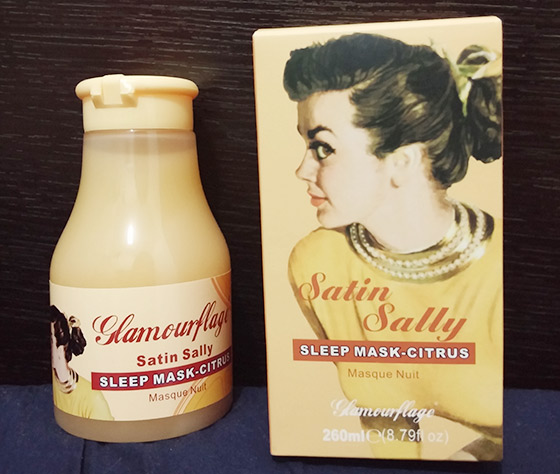 Glamourflage
Satin Sally
SLEEP MASK-CITRUS
Masque Nuit
Satin
Sally
SLEEP MASK-CITRUS
Masque Nuit
Glamourflage
260ml℮(8.79fl oz)